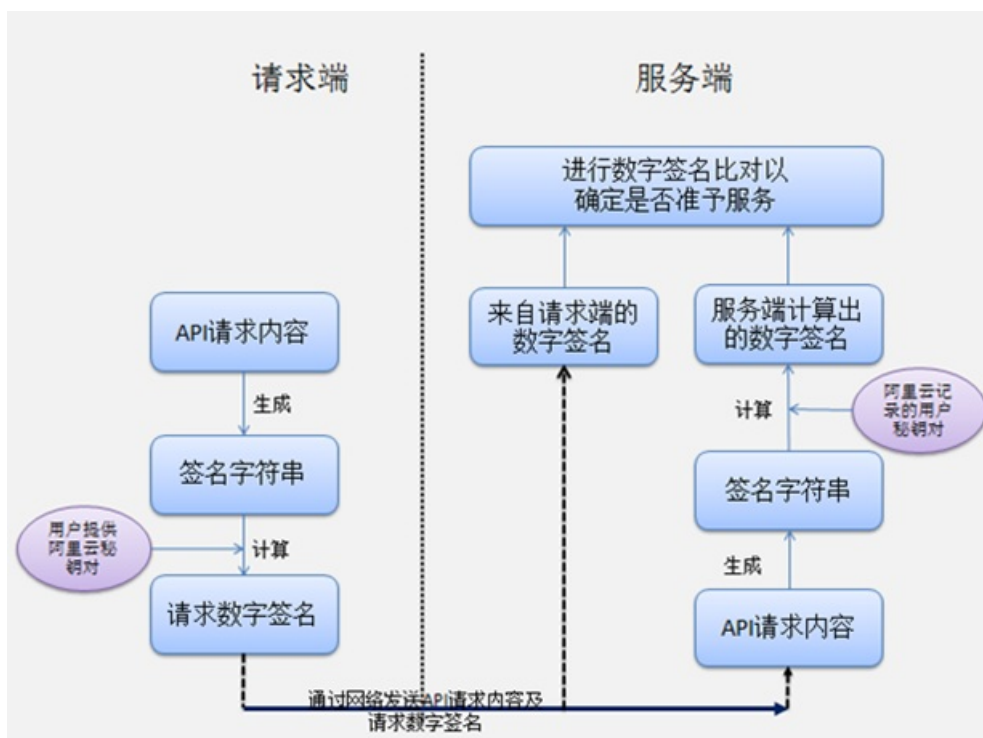 请求端
服务端
进行数字签名比对以
确定是否准予服务
来自请求端的
数字签名
服务端计算出
的数字签名
API请求内容
生成
签名字符串
用户提供
阿里云秘
钥对
计算
请求数字签名
计算
阿里云记
录的用户
秘钥对
签名字符串
生成
API请求内容
通过网络发送API请求内容及
请求数字签名